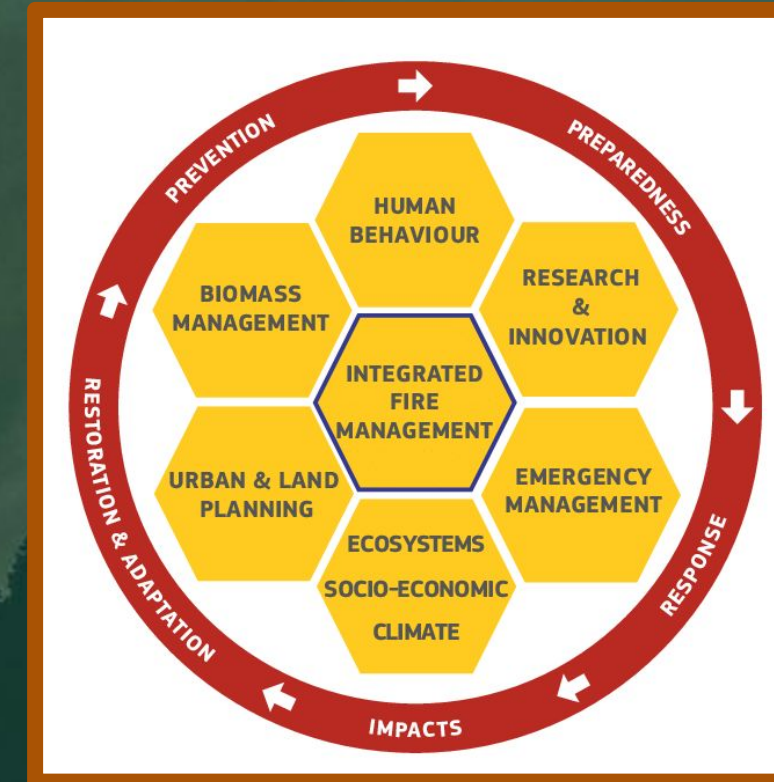 PREVENTION
PREPAREDNESS
RESPONSE
IMPACTS
RESTORATION & ADAPTATION
HUMAN
BEHAVIOUR
RESEARCH
&
INNOVATION
EMERGENCY
MANAGEMENT
ECOSYSTEMS
SOCIO-ECONOMIC
CLIMATE
URBAN & LAND
PLANNING
BIOMASS
MANAGEMENT
INTEGRATED
FIRE
MANAGEMENT